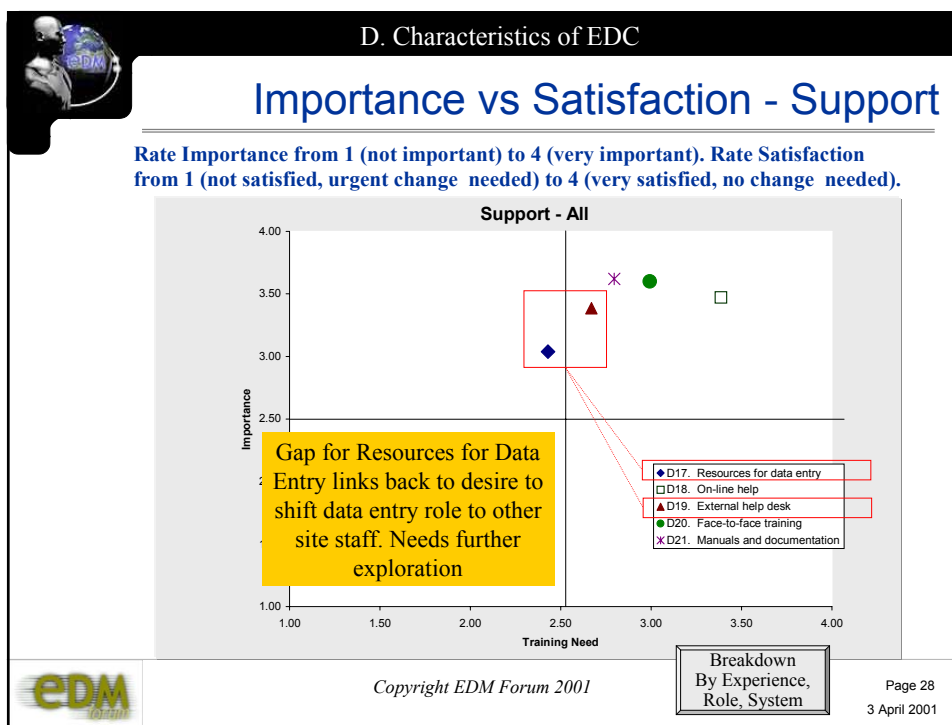 D. Characteristics of EDC
eDM
Importance vs Satisfaction - Support
Rate Importance from 1 (not important) to 4 (very important). Rate Satisfaction
from 1 (not satisfied, urgent change needed) to 4 (very satisfied, no change needed).
Support - All
4.00
3.50
3.00
2.50
1.00
Importance
Gap for Resources for Data
Entry links back to desire to
shift data entry role to other
site staff. Needs further
exploration
D17. Resources for data entry
D18. On-line help
D19. External help desk
D20. Face-to-face training
D21. Manuals and documentation
1.00 1.50 2.00 2.50 3.00 3.50 4.00
Training Need
Breakdown
By Experience,
Role, System
eDM
forum
Copyright EDM Forum 2001
Page 28
3 April 2001